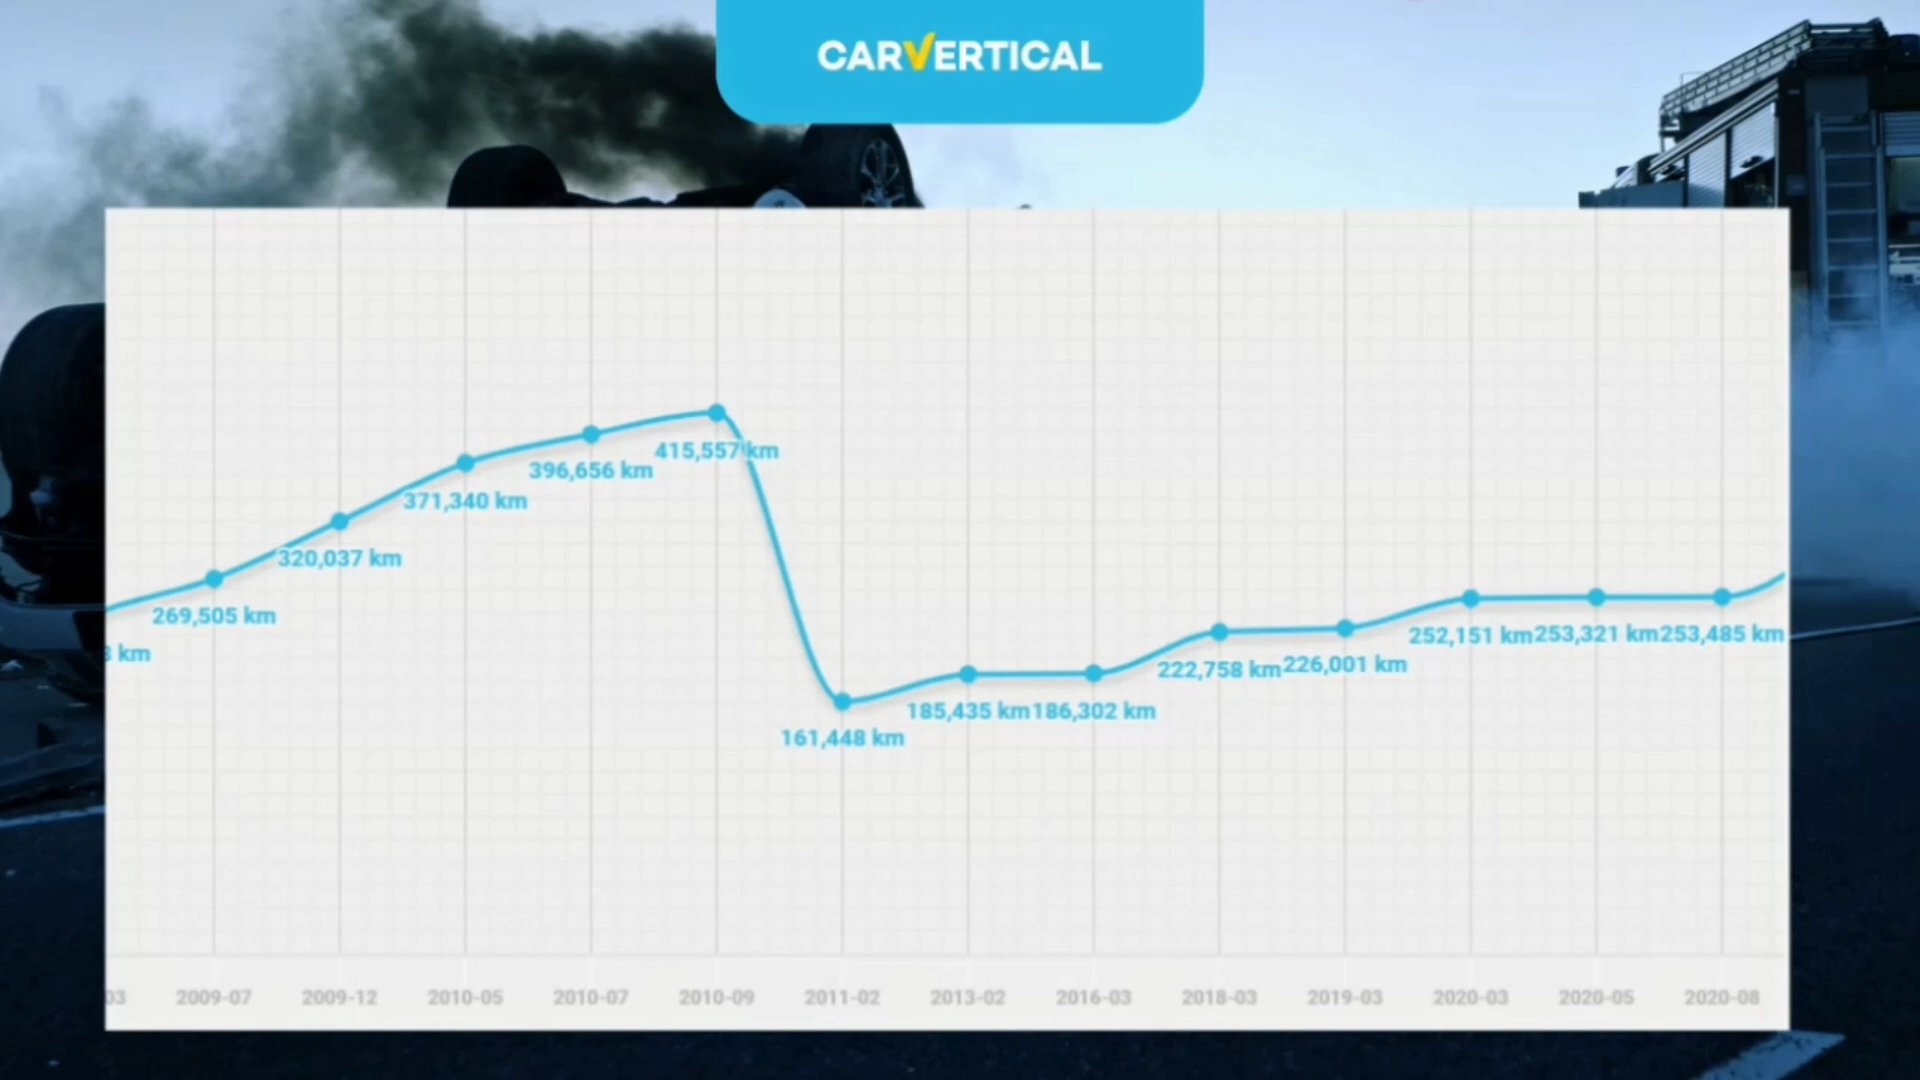 CARVERTICAL
415,557 km
396,656 km
371,340 km
320,037 km
269,505 km
km
161,448 km
185,435 km
186,302 km
222,758 km
226,001 km
252,151 km
253,321 km
253,485 km
03 2009-07 2009-12 2010-05 2010-07 2010-09 2011-02 2013-02 2016-03 2018-03 2019-03 2020-03 2020-05 2020-08